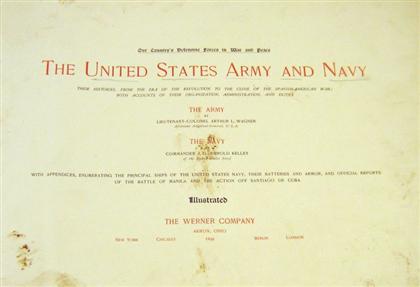 Our Country's Defensive Forces in War and Peace
THE UNITED STATES ARMY AND NAVY
THEIR HISTORIES, FROM THE ERA OF THE REVOLUTION TO THE CLOSE OF THE SPANISH-AMERICAN WAR;
WITH ACCOUNTS OF THEIR ORGANIZATION, ADMINISTRATION, AND DUTIES
THE ARMY
BY
LIEUTENANT-COLONEL ARTHUR L. WAGNER
Assistant Adjutant-General, U. S. A.
THE NAVY
COMMANDER J. D. JERROLD KELLEY
of the United States Navy
WITH APPENDICES, ENUMERATING THE PRINCIPAL SHIPS OF THE UNITED STATES NAVY, THEIR BATTERIES AND ARMOR, AND OFFICIAL REPORTS
OF THE BATTLE OF MANILA AND THE ACTION OFF SANTIAGO DE CUBA.
Illustrated
THE WERNER COMPANY
AKRON, OHIO
NEW YORK CHICAGO 1899 BERLIN LONDON